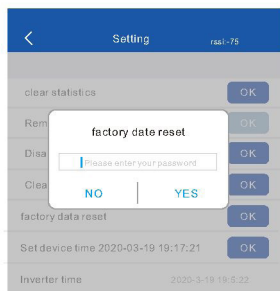 Setting
rssi:-75
clear statistics OK
Rem OK
factory date reset
Disa OK
Please enter your password
Clea OK
NO YES
factory data reset OK
Set device time 2020-03-19 19:17:21 OK
Inverter time 2020-3-19 19:5:22